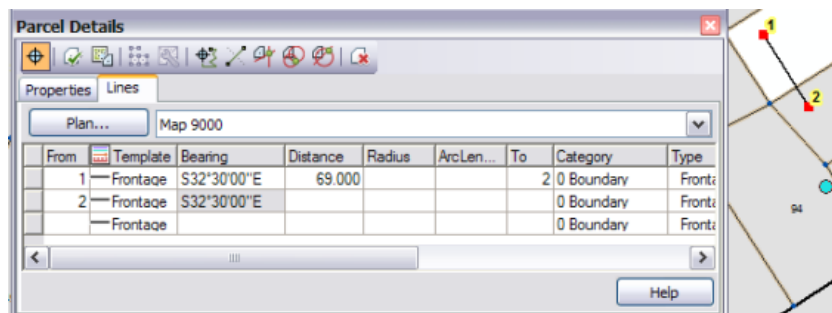 Parcel Details
Properties Lines
Plan... Map 9000
From Template Bearing Distance Radius ArcLen... To Category Type
1 Frontage S32°30'00"E 69.000 2 0 Boundary Fronta
2 Frontage S32°30'00"E 0 Boundary Fronta
Frontage 0 Boundary Fronta
Help
1
2
94